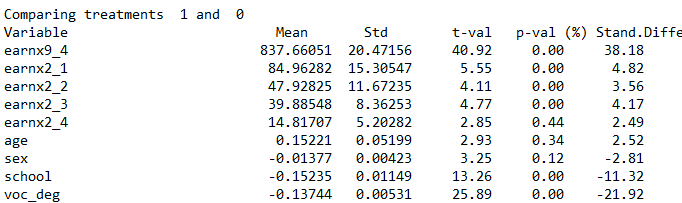 Comparing treatments 1 and 0
Variable Mean Std t-val p-val (%) Stand.Diffe
earnx9_4 837.66051 20.47156 40.92 0.00 38.18
earnx2_1 84.96282 15.30547 5.55 0.00 4.82
earnx2_2 47.92825 11.67235 4.11 0.00 3.56
earnx2_3 39.88548 8.36253 4.77 0.00 4.17
earnx2_4 14.81707 5.20282 2.85 0.44 2.49
age 0.15221 0.05199 2.93 0.34 2.52
sex -0.01377 0.00423 3.25 0.12 -2.81
school -0.15235 0.01149 13.26 0.00 -11.32
voc_deg -0.13744 0.00531 25.89 0.00 -21.92